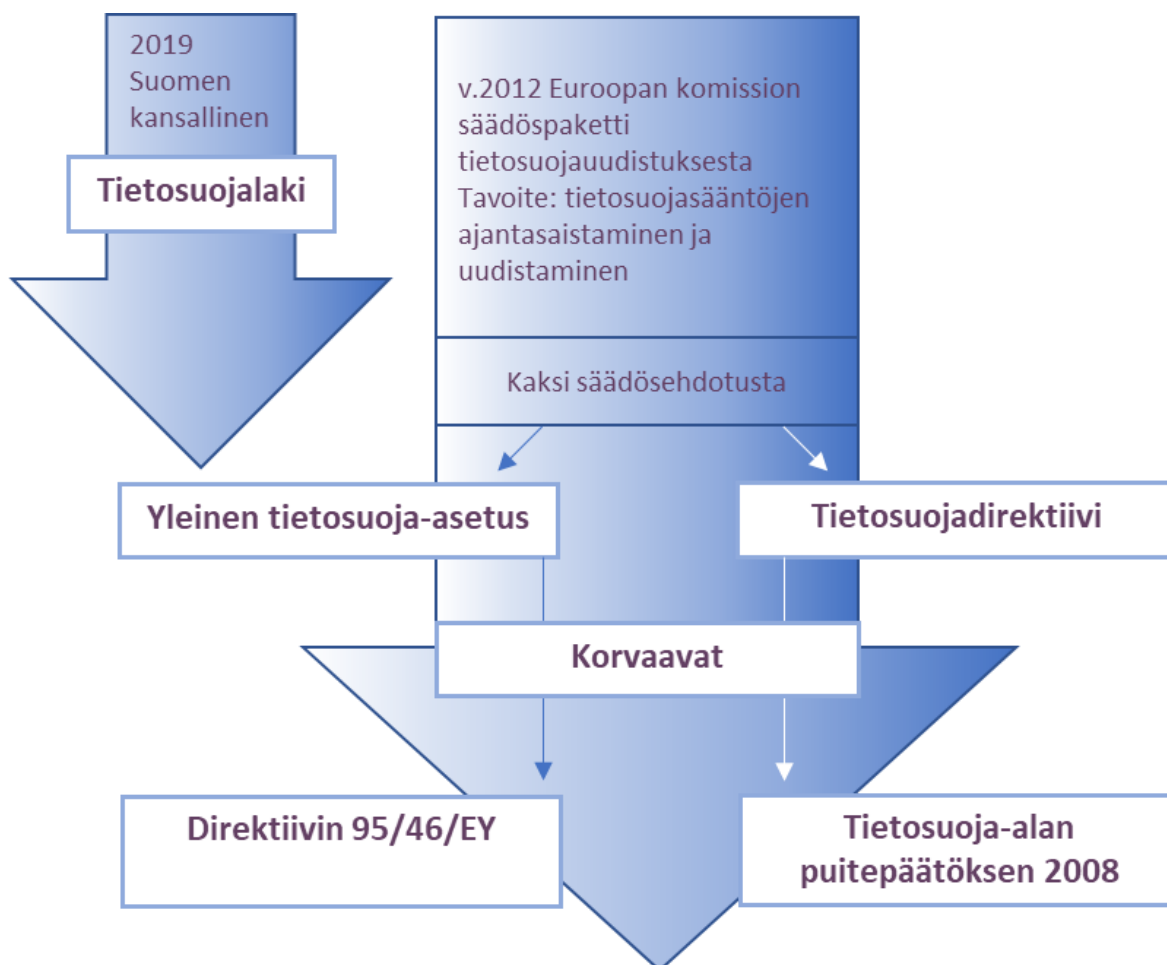 2019
Suomen
kansallinen
Tietosuojalaki
v.2012 Euroopan komission
säädöspaketti
tietosuojauudistuksesta
Tavoite: tietosuojasääntöjen
ajantasaistaminen ja
uudistaminen
Kaksi säädösehdotusta
Yleinen tietosuoja-asetus
Tietosuojadirektiivi
Korvaavat
Direktiivin 95/46/EY
Tietosuoja-alan
puitepäätöksen 2008